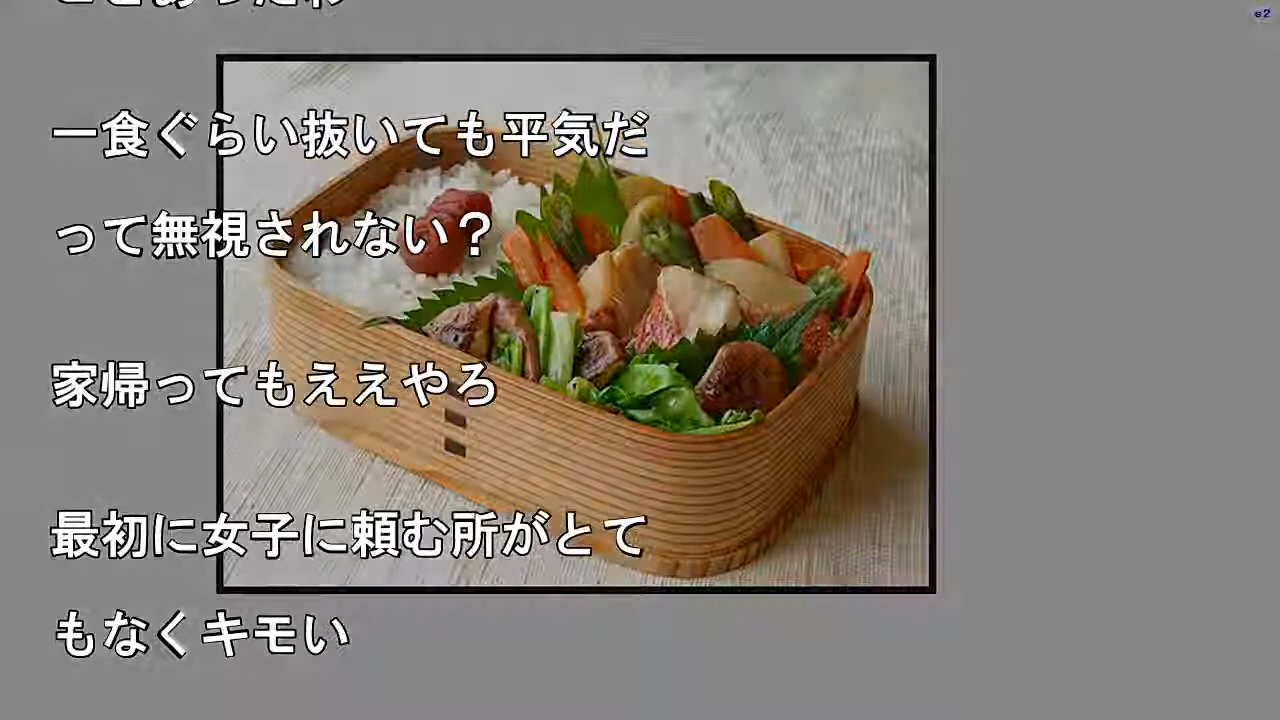 一食ぐらい抜いても平気だ
って無視されない？
家帰ってもええやろ
最初に女子に頼む所がとて
もなくキモい
s2